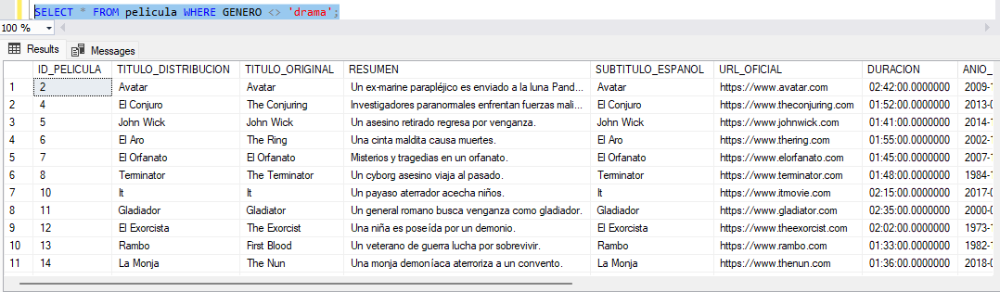 SELECT * FROM pelicula WHERE GENERO <> 'drama';
100 %
Results Messages
ID_PELICULA TITULO_DISTRIBUCION TITULO_ORIGINAL RESUMEN SUBTITULO_ESPANOL URL_OFICIAL DURACION ANIO_
1 2 Avatar Avatar Un ex-marine parapléjico es enviado a la luna Pand... Avatar https://www.avatar.com 02:42:00.0000000 2009-1
2 4 El Conjuro The Conjuring Investigadores paranormales enfrentan fuerzas mali... El Conjuro https://www.theconjuring.com 01:52:00.0000000 2013-0
3 5 John Wick John Wick Un asesino retirado regresa por venganza. John Wick https://www.johnwick.com 01:41:00.0000000 2014-1
4 6 El Aro The Ring Una cinta maldita causa muertes. El Aro https://www.thering.com 01:55:00.0000000 2002-1
5 7 El Orfanato El Orfanato Misterios y tragedias en un orfanato. El Orfanato https://www.elorfanato.com 01:45:00.0000000 2007-1
6 8 Terminator The Terminator Un cyborg asesino viaja al pasado. Terminator https://www.terminator.com 01:48:00.0000000 1984-1
7 10 It It Un payaso aterrador acecha niños. It https://www.itmovie.com 02:15:00.0000000 2017-0
8 11 Gladiador Gladiator Un general romano busca venganza como gladiador. Gladiador https://www.gladiator.com 02:35:00.0000000 2000-0
9 12 El Exorcista The Exorcist Una niña es poseída por un demonio. El Exorcista https://www.theexorcist.com 02:02:00.0000000 1973-1
10 13 Rambo First Blood Un veterano de guerra lucha por sobrevivir. Rambo https://www.rambo.com 01:33:00.0000000 1982-1
11 14 La Monja The Nun Una monja demoníaca aterroriza a un convento. La Monja https://www.thenun.com 01:36:00.0000000 2018-0